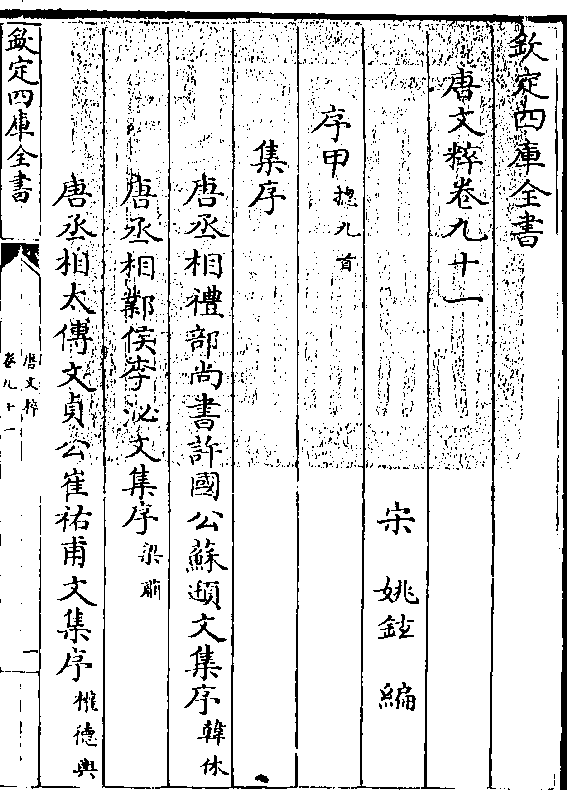 欽定四庫全書
唐文粹卷九十一
宋 姚鉉 編
序甲總九首
集序
唐丞相禮部尚書許國公蘇頲文集序韓休
唐丞相鄴侯李泌文集序梁肅
唐丞相太傅文貞公崔祐甫文集序權德輿
欽定四庫全書
唐文粹
卷九十一
一